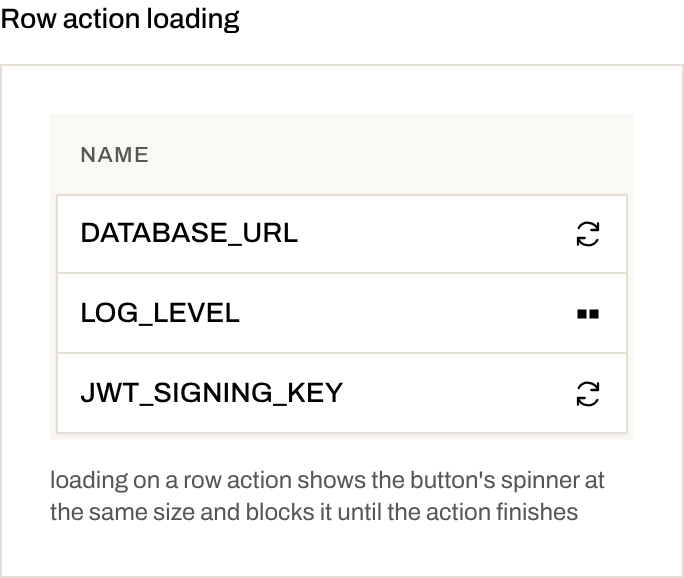 Row action loading
NAME
DATABASE_URL
LOG_LEVEL
JWT_SIGNING_KEY
loading on a row action shows the button's spinner at
the same size and blocks it until the action finishes